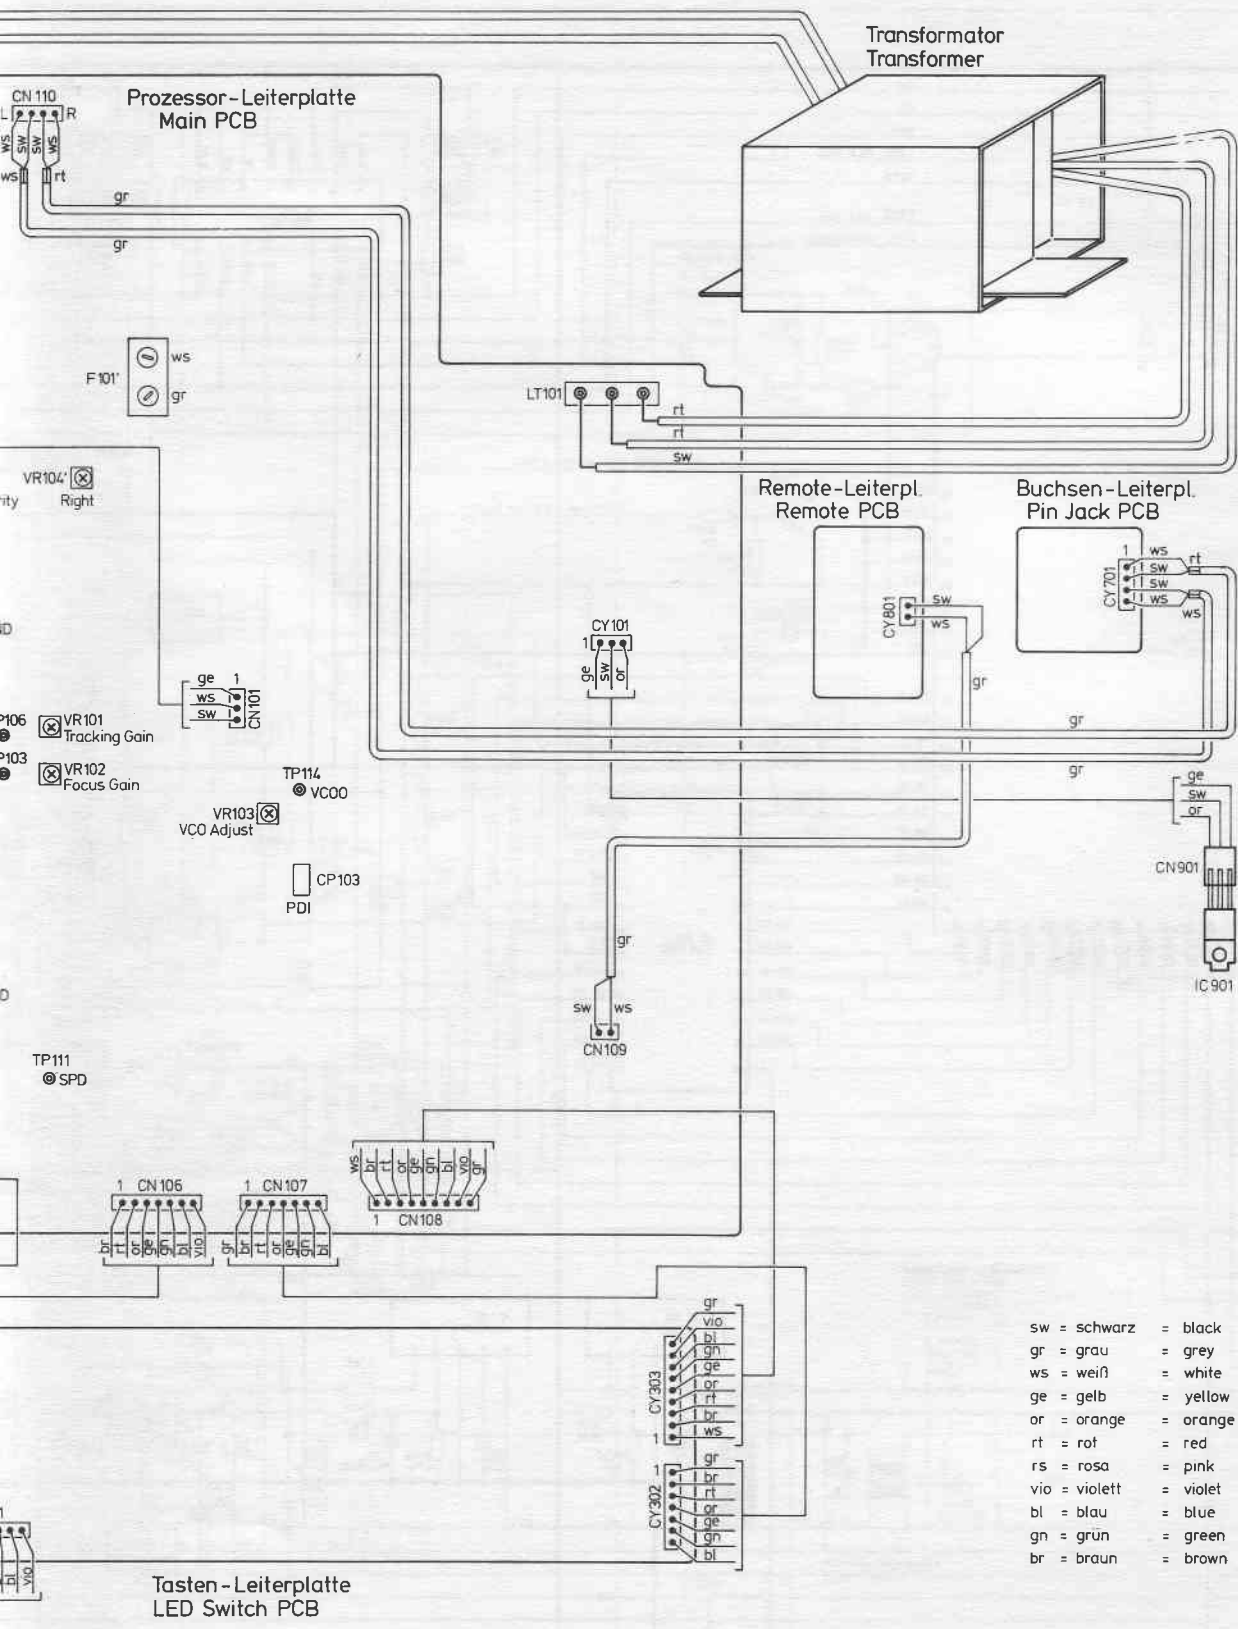 Transformator
Transformer
CN 110
L
R
ws
sw
sw
ws
ws
rt
Prozessor-Leiterplatte
Main PCB
gr
gr
F101'
ws
gr
LT101
rt
rt
sw
VR104'
rity
Right
Remote-Leiterpl.
Remote PCB
Buchsen-Leiterpl.
Pin Jack PCB
CY701
1
ws
sw
sw
ws
rt
ws
CY801
sw
ws
gr
ND
CY101
1
ge
sw
or
ge
ws
sw
1
CN101
P106
VR101
Tracking Gain
P103
VR102
Focus Gain
gr
gr
TP114
VCOO
VR103
VCO Adjust
ge
sw
or
CN901
IC901
CP103
PDI
gr
D
sw
ws
CN109
TP111
SPD
ws
br
rt
or
ge
gn
bl
vio
gr
1
CN108
1 CN106
br
rt
or
ge
gn
bl
vio
1 CN107
gr
br
rt
or
ge
gn
bl
CY303
gr
vio
bl
gn
ge
or
rt
br
ws
1
CY302
1
gr
br
rt
or
ge
gn
bl
sw = schwarz = black
gr = grau = grey
ws = weiß = white
ge = gelb = yellow
or = orange = orange
rt = rot = red
rs = rosa = pink
vio = violett = violet
bl = blau = blue
gn = grün = green
br = braun = brown
1
bl
vio
Tasten-Leiterplatte
LED Switch PCB